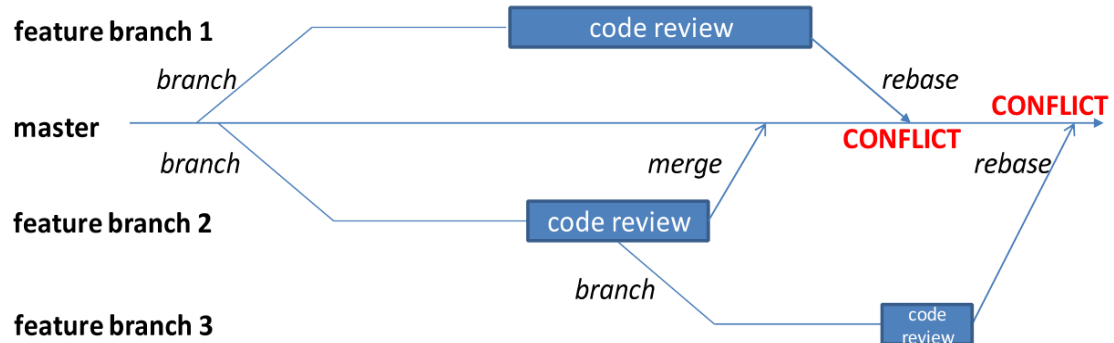 feature branch 1
code review
branch
rebase
CONFLICT
master
CONFLICT
branch
merge
rebase
feature branch 2
code review
branch
feature branch 3
code
review